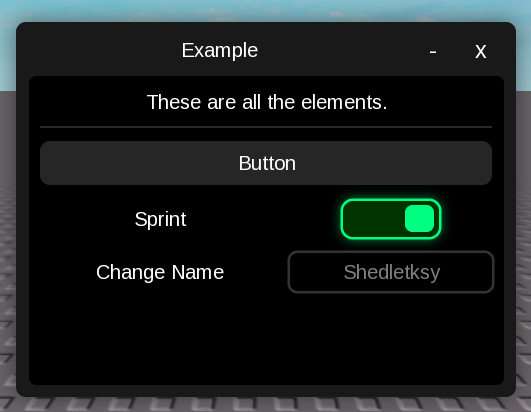 Example - X
These are all the elements.
Button
Sprint
Change Name Shedletksy